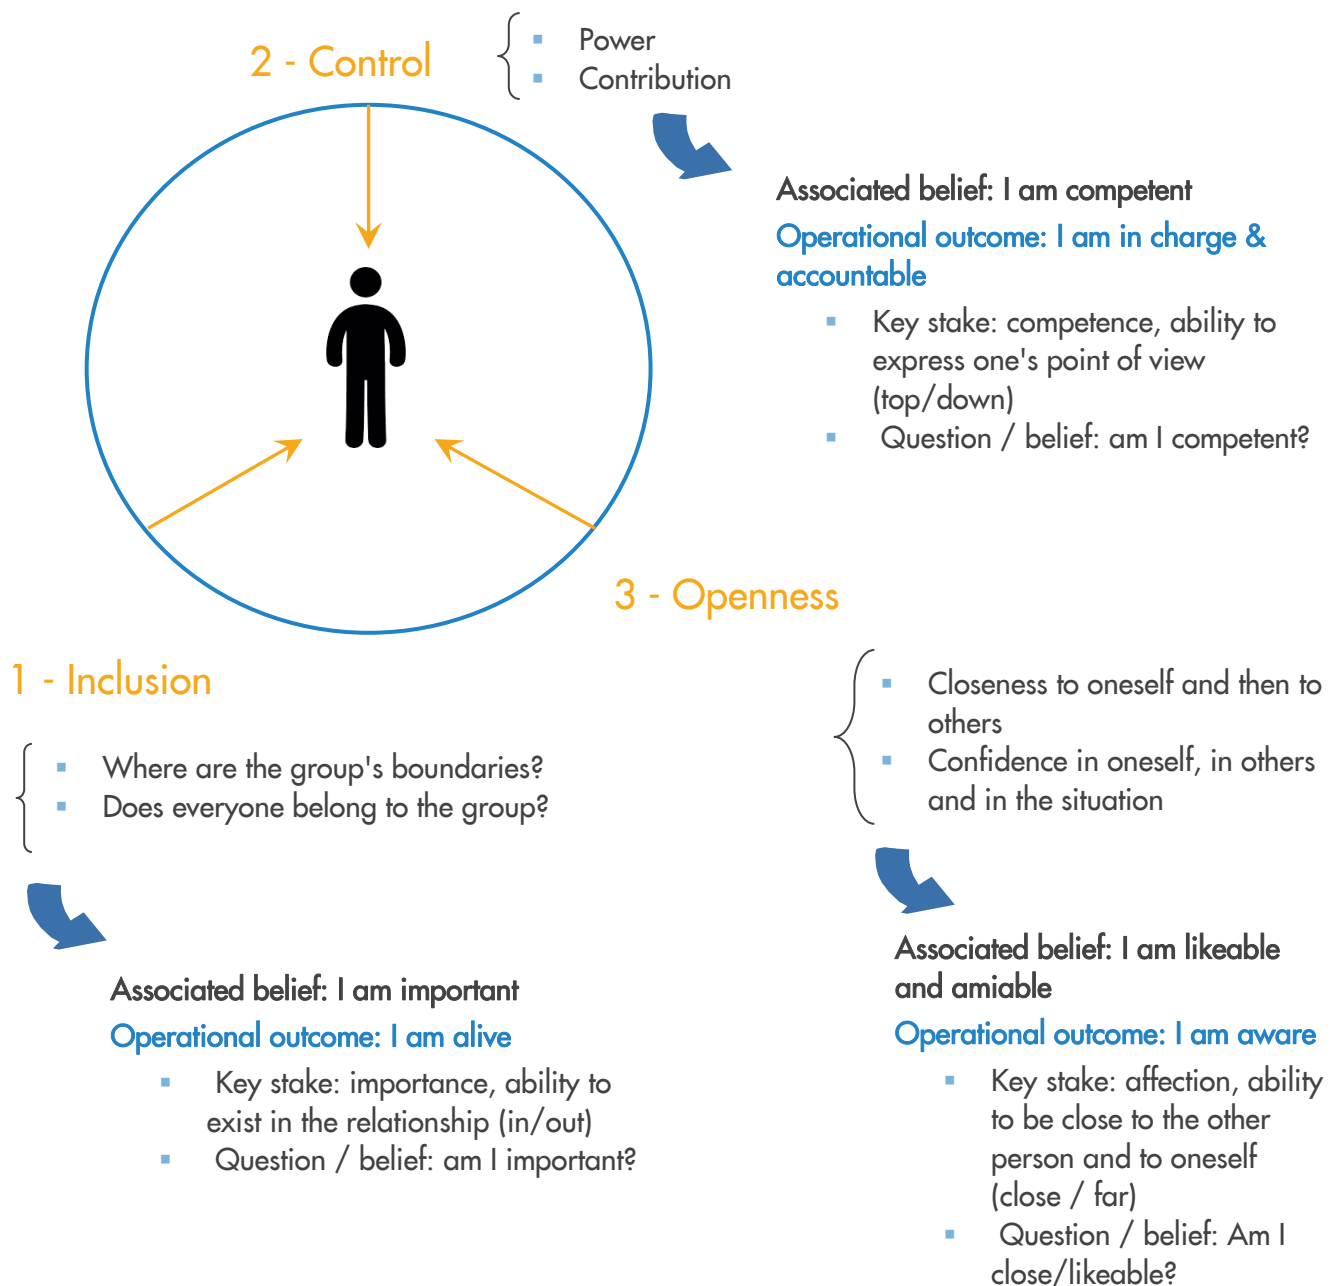 2 - Control
Power
Contribution
Associated belief: I am competent
Operational outcome: I am in charge &
accountable
Key stake: competence, ability to
express one's point of view
(top/down)
Question / belief: am I competent?
3 - Openness
1 - Inclusion
Where are the group's boundaries?
Does everyone belong to the group?
Associated belief: I am important
Operational outcome: I am alive
Key stake: importance, ability to
exist in the relationship (in/out)
Question / belief: am I important?
Closeness to oneself and then to
others
Confidence in oneself, in others
and in the situation
Associated belief: I am likeable
and amiable
Operational outcome: I am aware
Key stake: affection, ability
to be close to the other
person and to oneself
(close / far)
Question / belief: Am I
close/likeable?